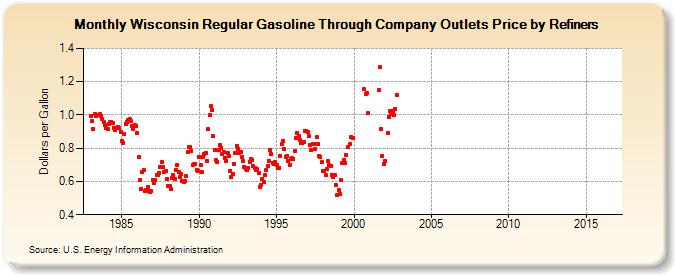 Monthly Wisconsin Regular Gasoline Through Company Outlets Price by Refiners
Dollars per Gallon
1.4
1.2
1.0
0.8
0.6
0.4
1985 1990 1995 2000 2005 2010 2015
Source: U.S. Energy Information Administration